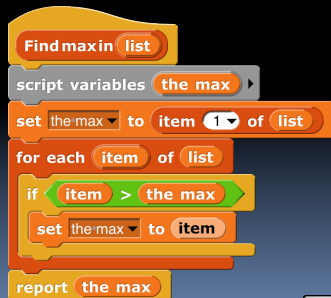 Find max in list
script variables the max
set the max to item 1 of list
for each item of list
if item > the max
set the max to item
report the max